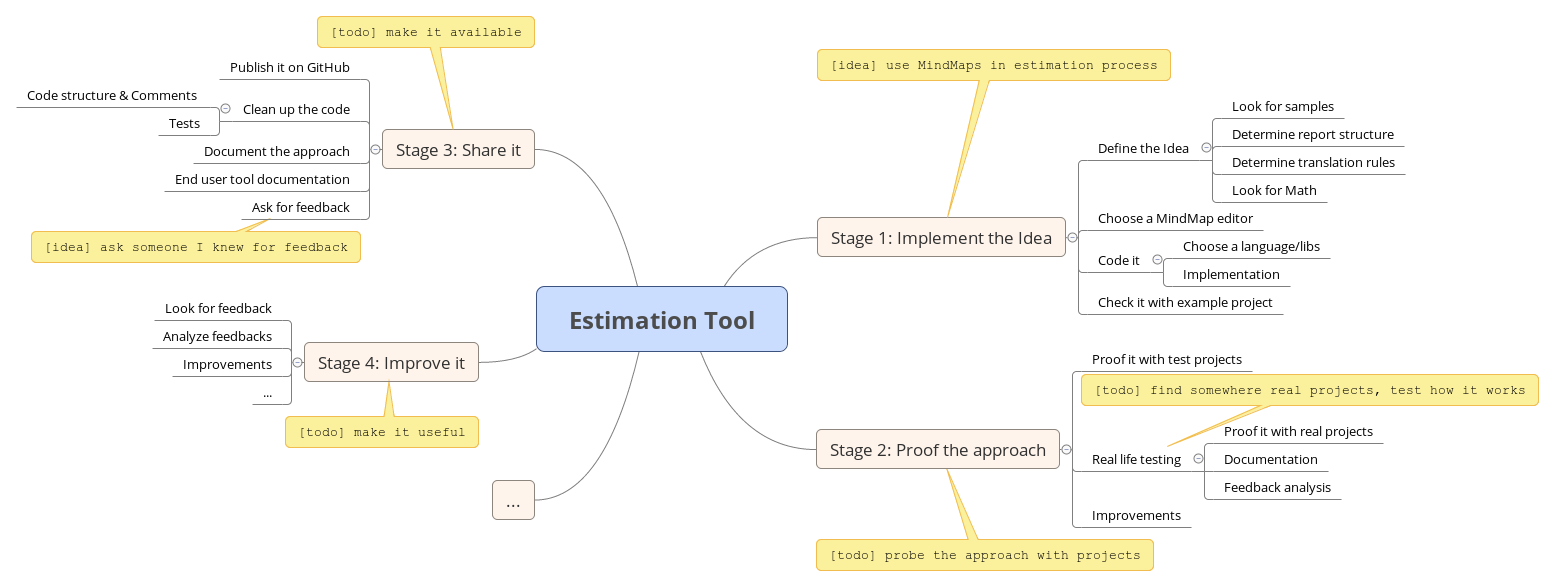 Estimation Tool
[idea] use MindMaps in estimation process
Stage 1: Implement the Idea
Define the Idea
Look for samples
Determine report structure
Determine translation rules
Look for Math
Choose a MindMap editor
Code it
Choose a language/libs
Implementation
Check it with example project
Stage 2: Proof the approach
Proof it with test projects
[todo] find somewhere real projects, test how it works
Real life testing
Proof it with real projects
Documentation
Feedback analysis
Improvements
[todo] probe the approach with projects
[todo] make it available
Stage 3: Share it
Publish it on GitHub
Clean up the code
Code structure & Comments
Tests
Document the approach
End user tool documentation
Ask for feedback
[idea] ask someone I knew for feedback
Stage 4: Improve it
Look for feedback
Analyze feedbacks
Improvements
...
[todo] make it useful
...